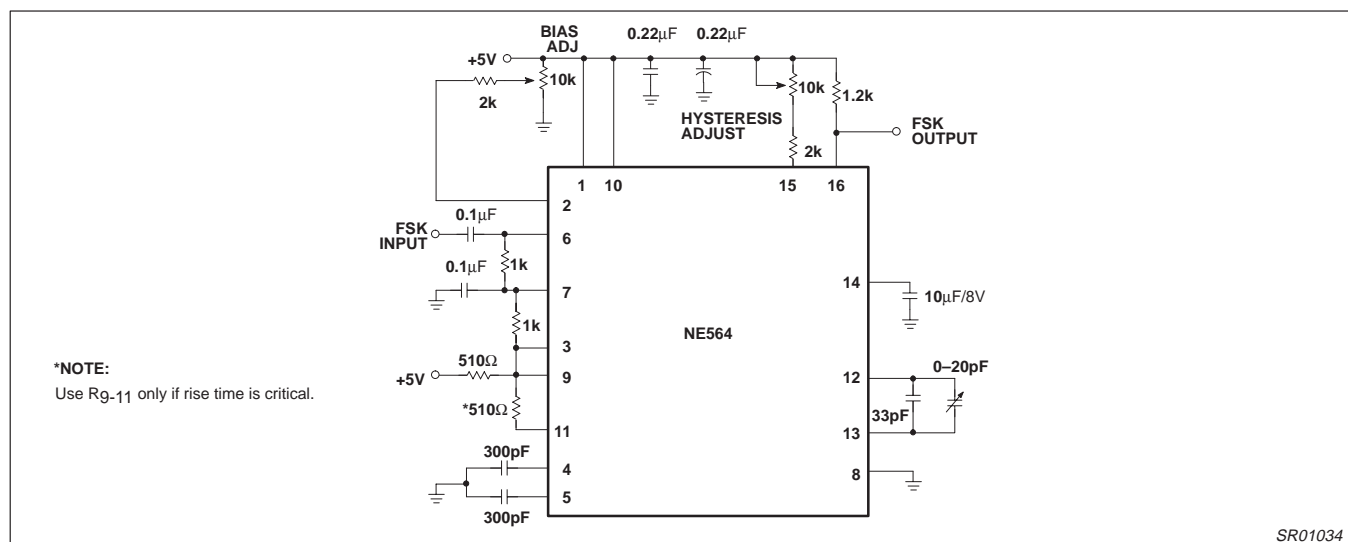 BIAS
ADJ
0.22μF
0.22μF
+5V
10k
2k
10k
1.2k
HYSTERESIS
ADJUST
FSK
OUTPUT
2k
1
10
15
16
2
0.1μF
FSK
INPUT
6
1k
0.1μF
7
14
10μF/8V
1k
NE564
3
*NOTE:
Use R9-11 only if rise time is critical.
510Ω
+5V
9
12
0–20pF
*510Ω
33pF
11
13
300pF
4
8
5
300pF
SR01034